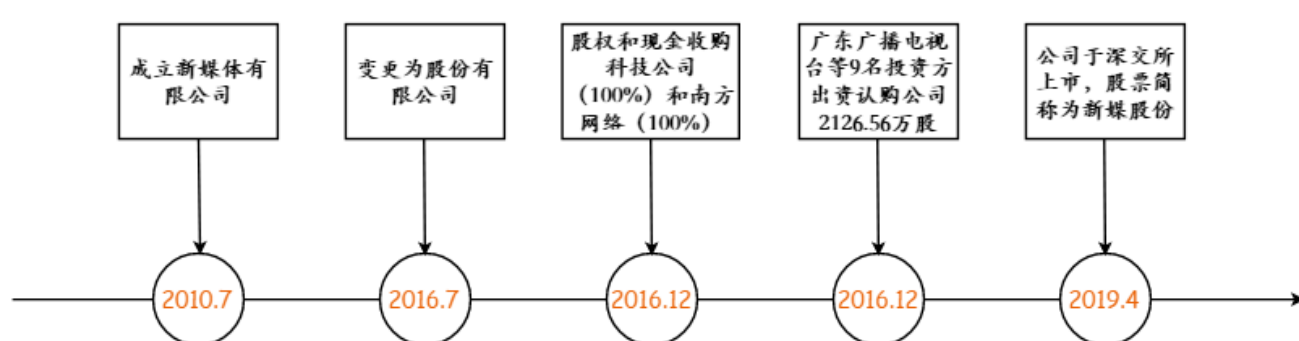 成立新媒体有
限公司
变更为股份有
限公司
股权和现金收购
科技公司
（100%）和南方
网络（100%）
广东广播电视
台等9名投资方
出资认购公司
2126.56万股
公司于深交所
上市，股票简
称为新媒股份
2010.7
2016.7
2016.12
2016.12
2019.4